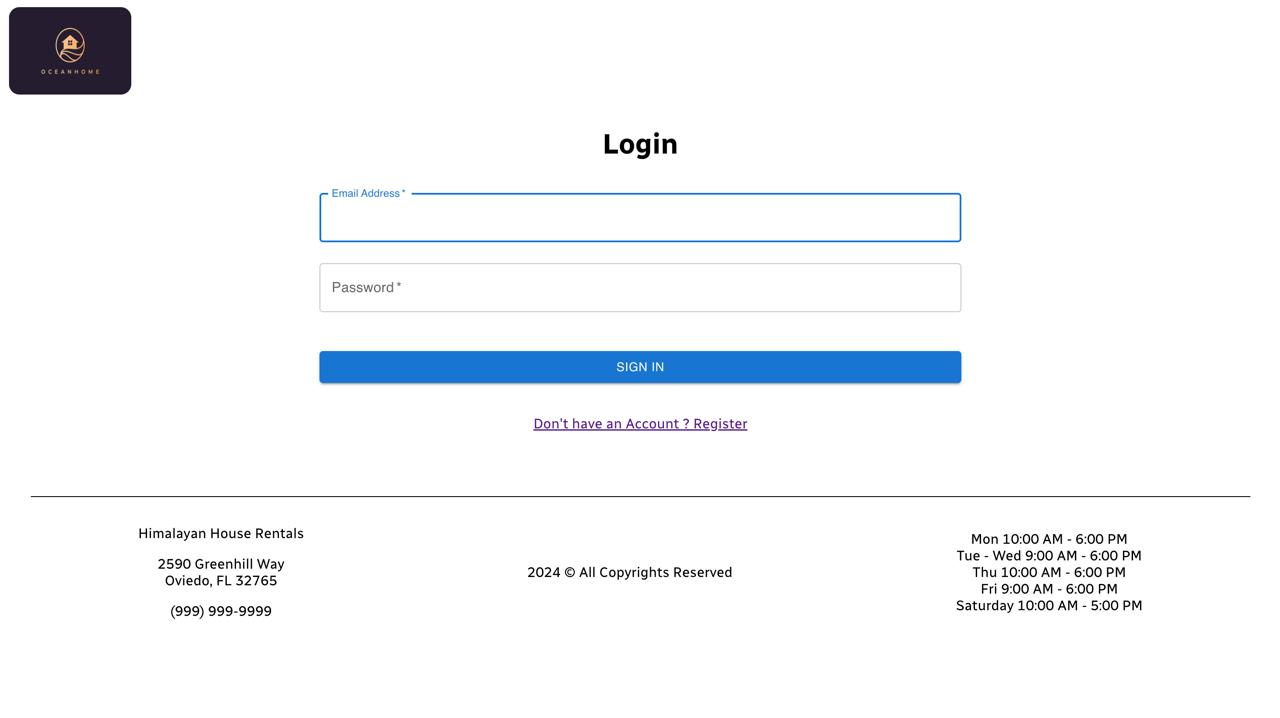 OCEANHOME
Login
Email Address *
Password *
SIGN IN
Don't have an Account ? Register
Himalayan House Rentals
2590 Greenhill Way
Oviedo, FL 32765
(999) 999-9999
2024 © All Copyrights Reserved
Mon 10:00 AM - 6:00 PM
Tue - Wed 9:00 AM - 6:00 PM
Thu 10:00 AM - 6:00 PM
Fri 9:00 AM - 6:00 PM
Saturday 10:00 AM - 5:00 PM